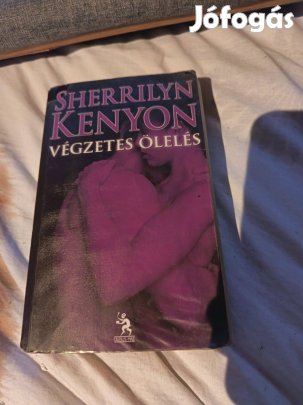 Jófogás
SHERRILYN
KENYON
VÉGZETES ÖLELÉS